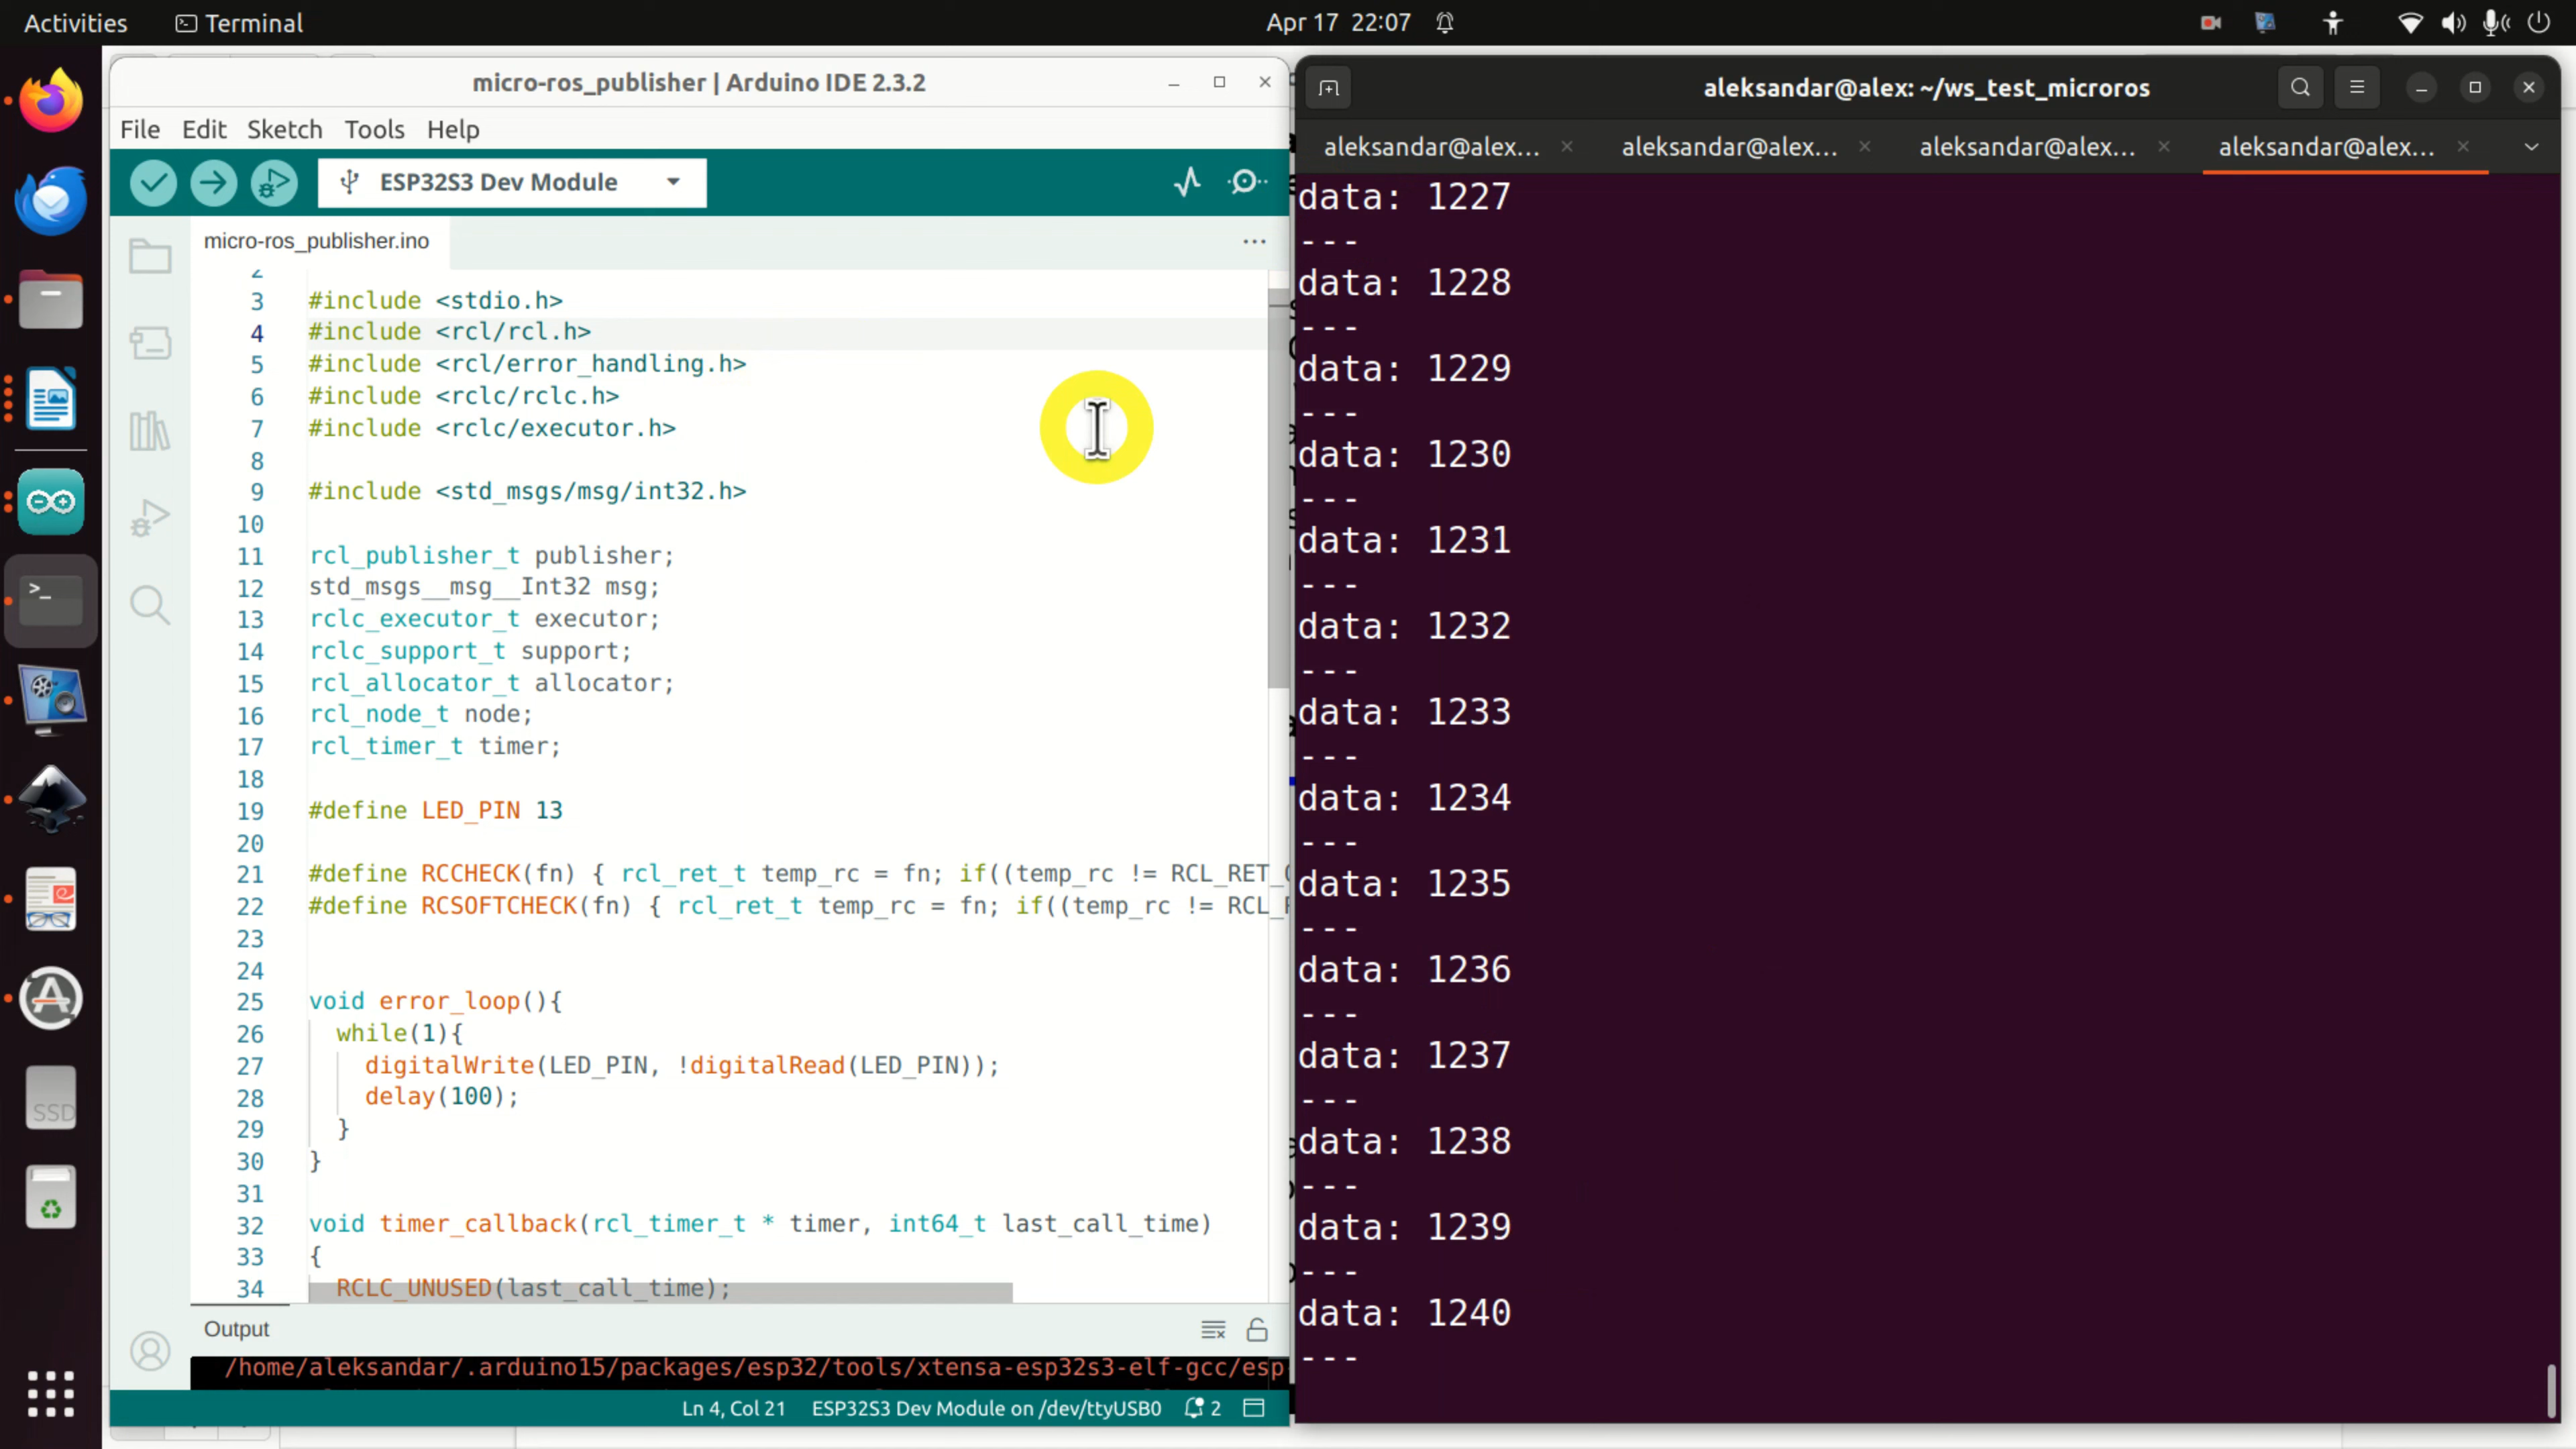 Activities
Terminal
Apr 17 22:07
micro-ros_publisher | Arduino IDE 2.3.2
File Edit Sketch Tools Help
ESP32S3 Dev Module
micro-ros_publisher.ino
2
3 #include <stdio.h>
4 #include <rcl/rcl.h>
5 #include <rcl/error_handling.h>
6 #include <rclc/rclc.h>
7 #include <rclc/executor.h>
8
9 #include <std_msgs/msg/int32.h>
10
11 rcl_publisher_t publisher;
12 std_msgs__msg__Int32 msg;
13 rclc_executor_t executor;
14 rclc_support_t support;
15 rcl_allocator_t allocator;
16 rcl_node_t node;
17 rcl_timer_t timer;
18
19 #define LED_PIN 13
20
21 #define RCCHECK(fn) { rcl_ret_t temp_rc = fn; if((temp_rc != RCL_RET_
22 #define RCSOFTCHECK(fn) { rcl_ret_t temp_rc = fn; if((temp_rc != RCL_
23
24
25 void error_loop(){
26 while(1){
27 digitalWrite(LED_PIN, !digitalRead(LED_PIN));
28 delay(100);
29 }
30 }
31
32 void timer_callback(rcl_timer_t * timer, int64_t last_call_time)
33 {
34 RCLC_UNUSED(last_call_time);
Output
/home/aleksandar/.arduino15/packages/esp32/tools/xtensa-esp32s3-elf-gcc/esp
Ln 4, Col 21 ESP32S3 Dev Module on /dev/ttyUSB0 2
SSD
aleksandar@alex: ~/ws_test_microros
aleksandar@alex... aleksandar@alex... aleksandar@alex... aleksandar@alex...
data: 1227
---
data: 1228
---
data: 1229
---
data: 1230
---
data: 1231
---
data: 1232
---
data: 1233
---
data: 1234
---
data: 1235
---
data: 1236
---
data: 1237
---
data: 1238
---
data: 1239
---
data: 1240
---